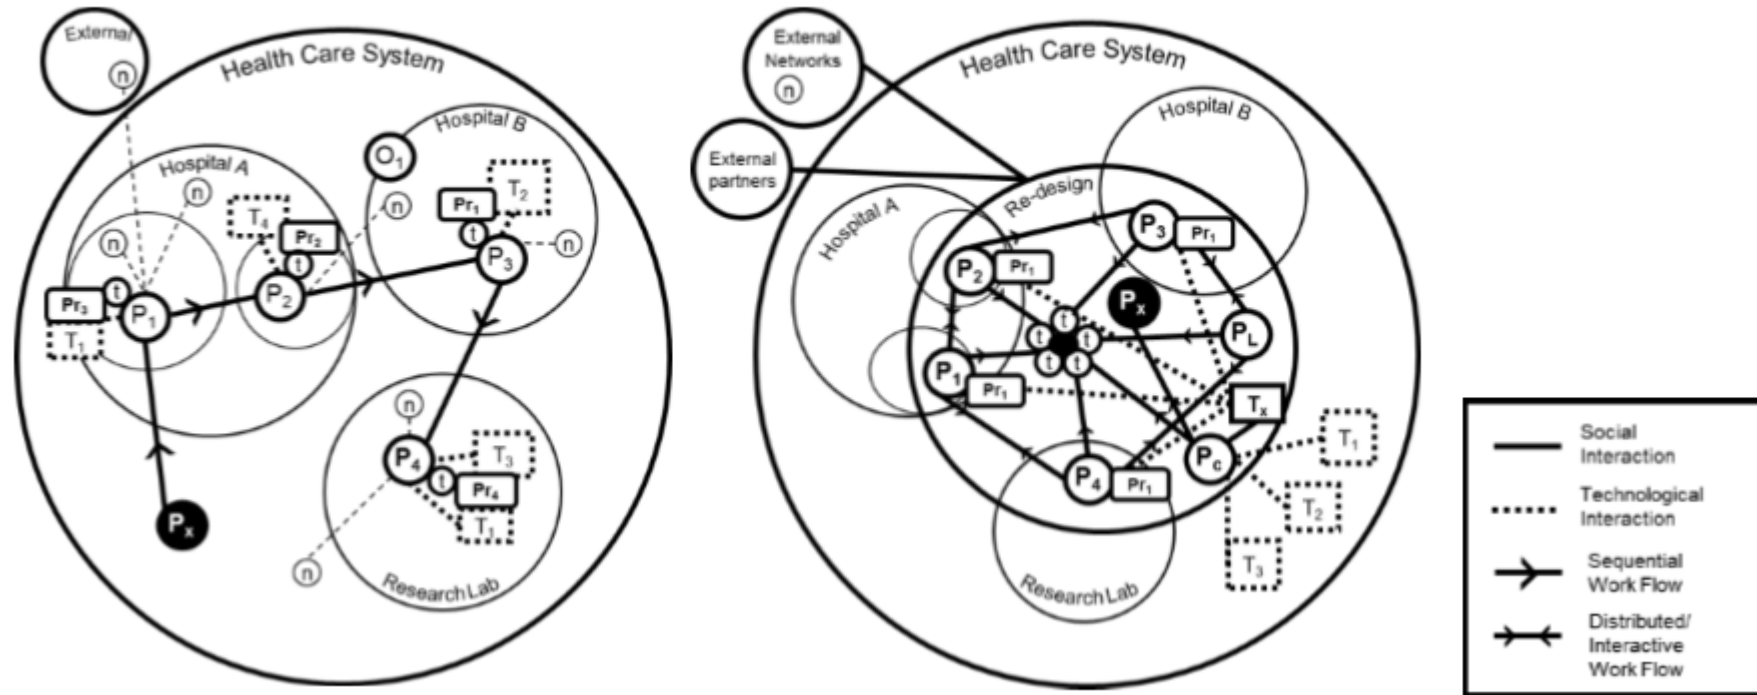 External
n
Health Care System
Hospital A
n
n
T4
Pr2
t
P2
Pr3
t
P1
T1
Px
O1
Hospital B
n
Pr1
T2
t
P3
n
n
P4
T3
t
Pr4
T1
n
Research Lab
External
Networks
n
External
partners
Health Care System
Hospital B
Hospital A
Re-design
P3
Pr1
P2
Pr1
Px
t
t
t
t
t
PL
P1
Pr1
Tx
P4
Pr1
Pc
T1
T2
T3
Research Lab
Social
Interaction
Technological
Interaction
Sequential
Work Flow
Distributed/
Interactive
Work Flow